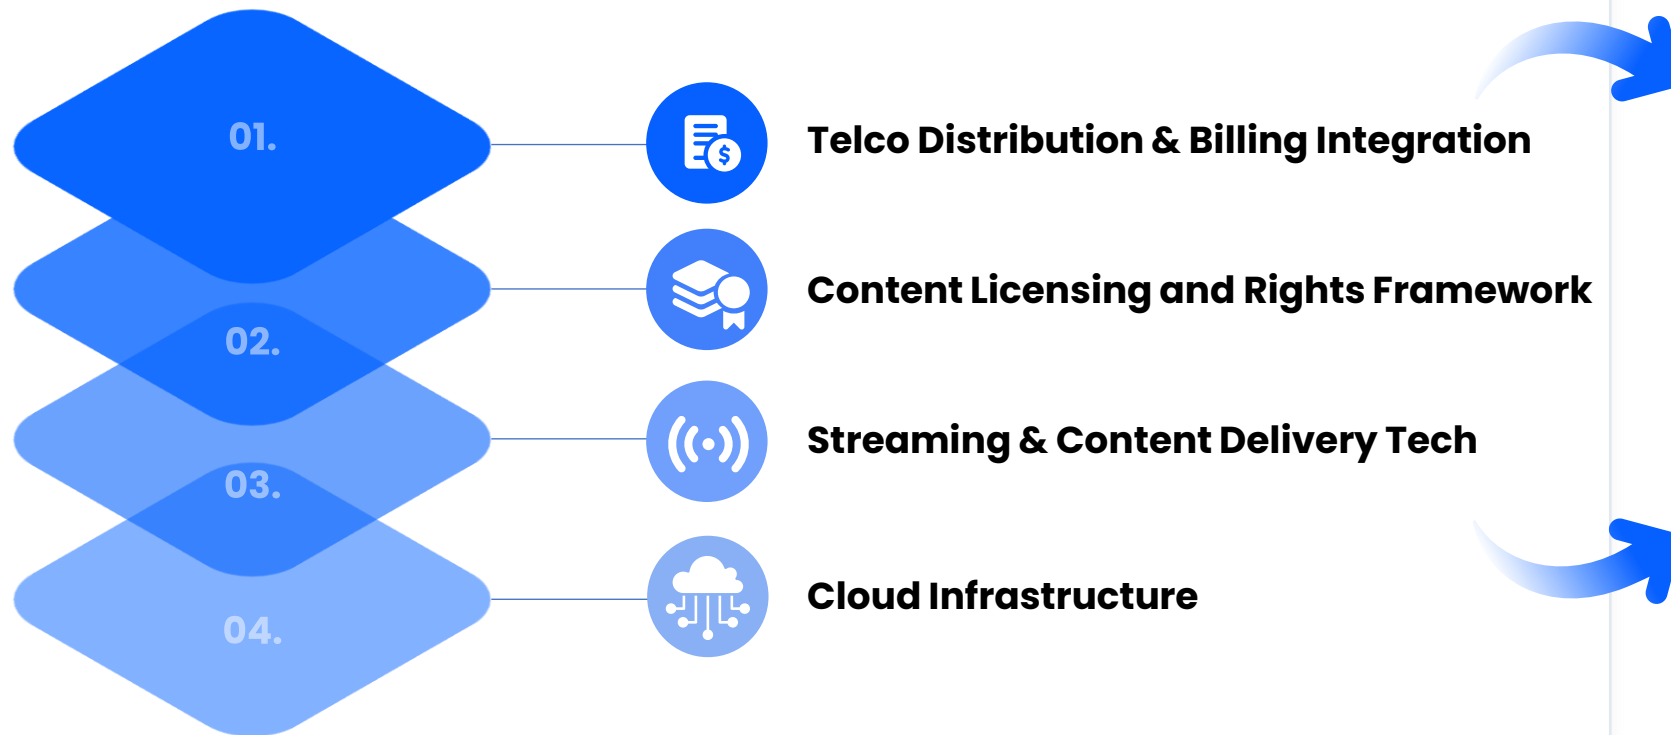 01.
Telco Distribution & Billing Integration
02.
Content Licensing and Rights Framework
03.
Streaming & Content Delivery Tech
04.
Cloud Infrastructure